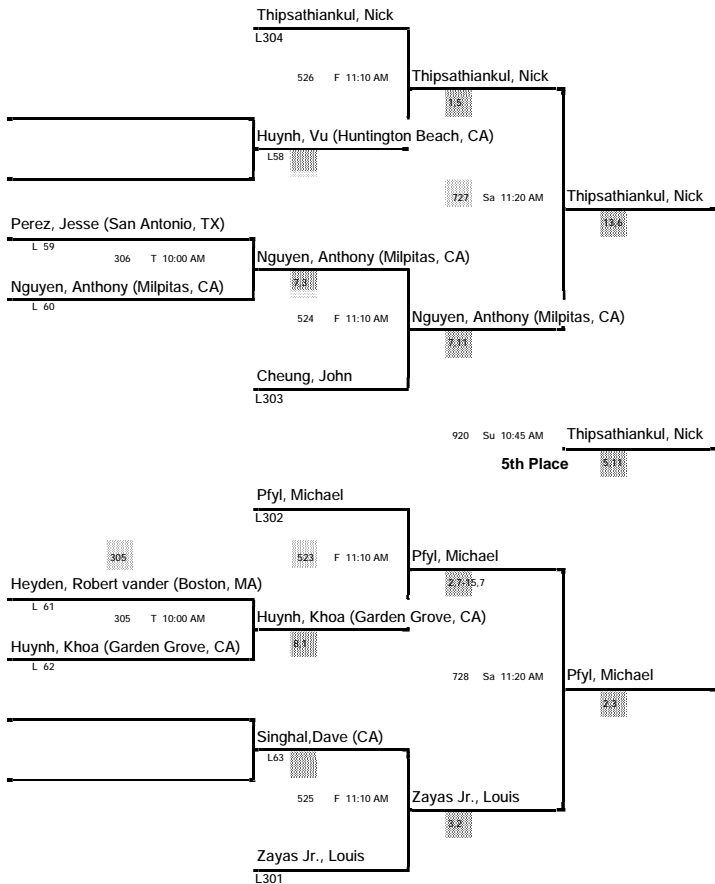 Thipsathiankul, Nick
L304
526 F 11:10 AM
Thipsathiankul, Nick
1,5
Huynh, Vu (Huntington Beach, CA)
L58
727 Sa 11:20 AM
Thipsathiankul, Nick
13,6
Perez, Jesse (San Antonio, TX)
L 59
306 T 10:00 AM
Nguyen, Anthony (Milpitas, CA)
7,3
Nguyen, Anthony (Milpitas, CA)
L 60
524 F 11:10 AM
Nguyen, Anthony (Milpitas, CA)
7,11
Cheung, John
L303
920 Su 10:45 AM
Thipsathiankul, Nick
5th Place
5,11
Pfyl, Michael
L302
305
523 F 11:10 AM
Pfyl, Michael
2,7-15,7
Heyden, Robert vander (Boston, MA)
L 61
305 T 10:00 AM
Huynh, Khoa (Garden Grove, CA)
8,1
Huynh, Khoa (Garden Grove, CA)
L 62
728 Sa 11:20 AM
Pfyl, Michael
2,3
Singhal,Dave (CA)
L63
525 F 11:10 AM
Zayas Jr., Louis
3,2
Zayas Jr., Louis
L301